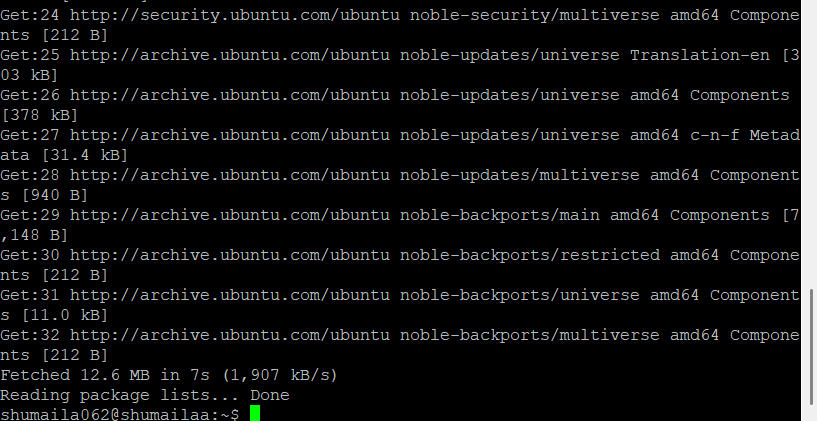 Get:24 http://security.ubuntu.com/ubuntu noble-security/multiverse amd64 Compone
nts [212 B]
Get:25 http://archive.ubuntu.com/ubuntu noble-updates/universe Translation-en [3
03 kB]
Get:26 http://archive.ubuntu.com/ubuntu noble-updates/universe amd64 Components
[378 kB]
Get:27 http://archive.ubuntu.com/ubuntu noble-updates/universe amd64 c-n-f Metad
ata [31.4 kB]
Get:28 http://archive.ubuntu.com/ubuntu noble-updates/multiverse amd64 Component
s [940 B]
Get:29 http://archive.ubuntu.com/ubuntu noble-backports/main amd64 Components [7
,148 B]
Get:30 http://archive.ubuntu.com/ubuntu noble-backports/restricted amd64 Compone
nts [212 B]
Get:31 http://archive.ubuntu.com/ubuntu noble-backports/universe amd64 Component
s [11.0 kB]
Get:32 http://archive.ubuntu.com/ubuntu noble-backports/multiverse amd64 Compone
nts [212 B]
Fetched 12.6 MB in 7s (1,907 kB/s)
Reading package lists... Done
shumaila062@shumailaa:~$